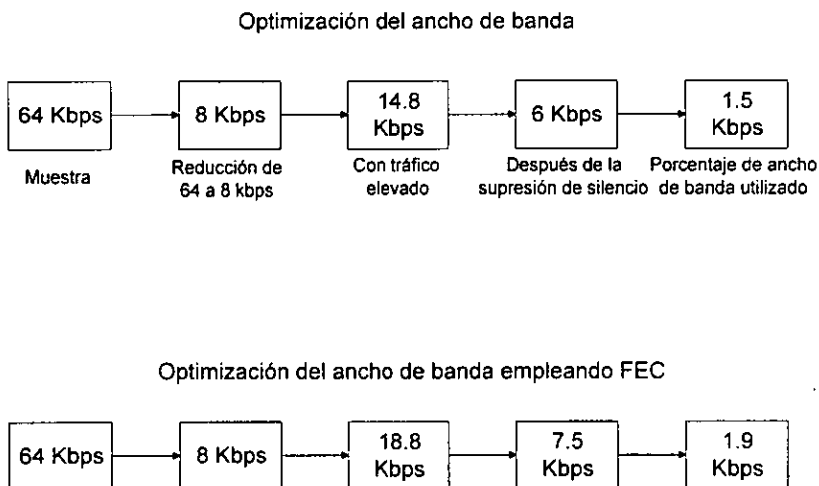 Optimización del ancho de banda
64 Kbps
8 Kbps
14.8
Kbps
6 Kbps
1.5
Kbps
Muestra
Reducción de
64 a 8 kbps
Con tráfico
elevado
Después de la
supresión de silencio
Porcentaje de ancho
de banda utilizado
Optimización del ancho de banda empleando FEC
64 Kbps
8 Kbps
18.8
Kbps
7.5
Kbps
1.9
Kbps